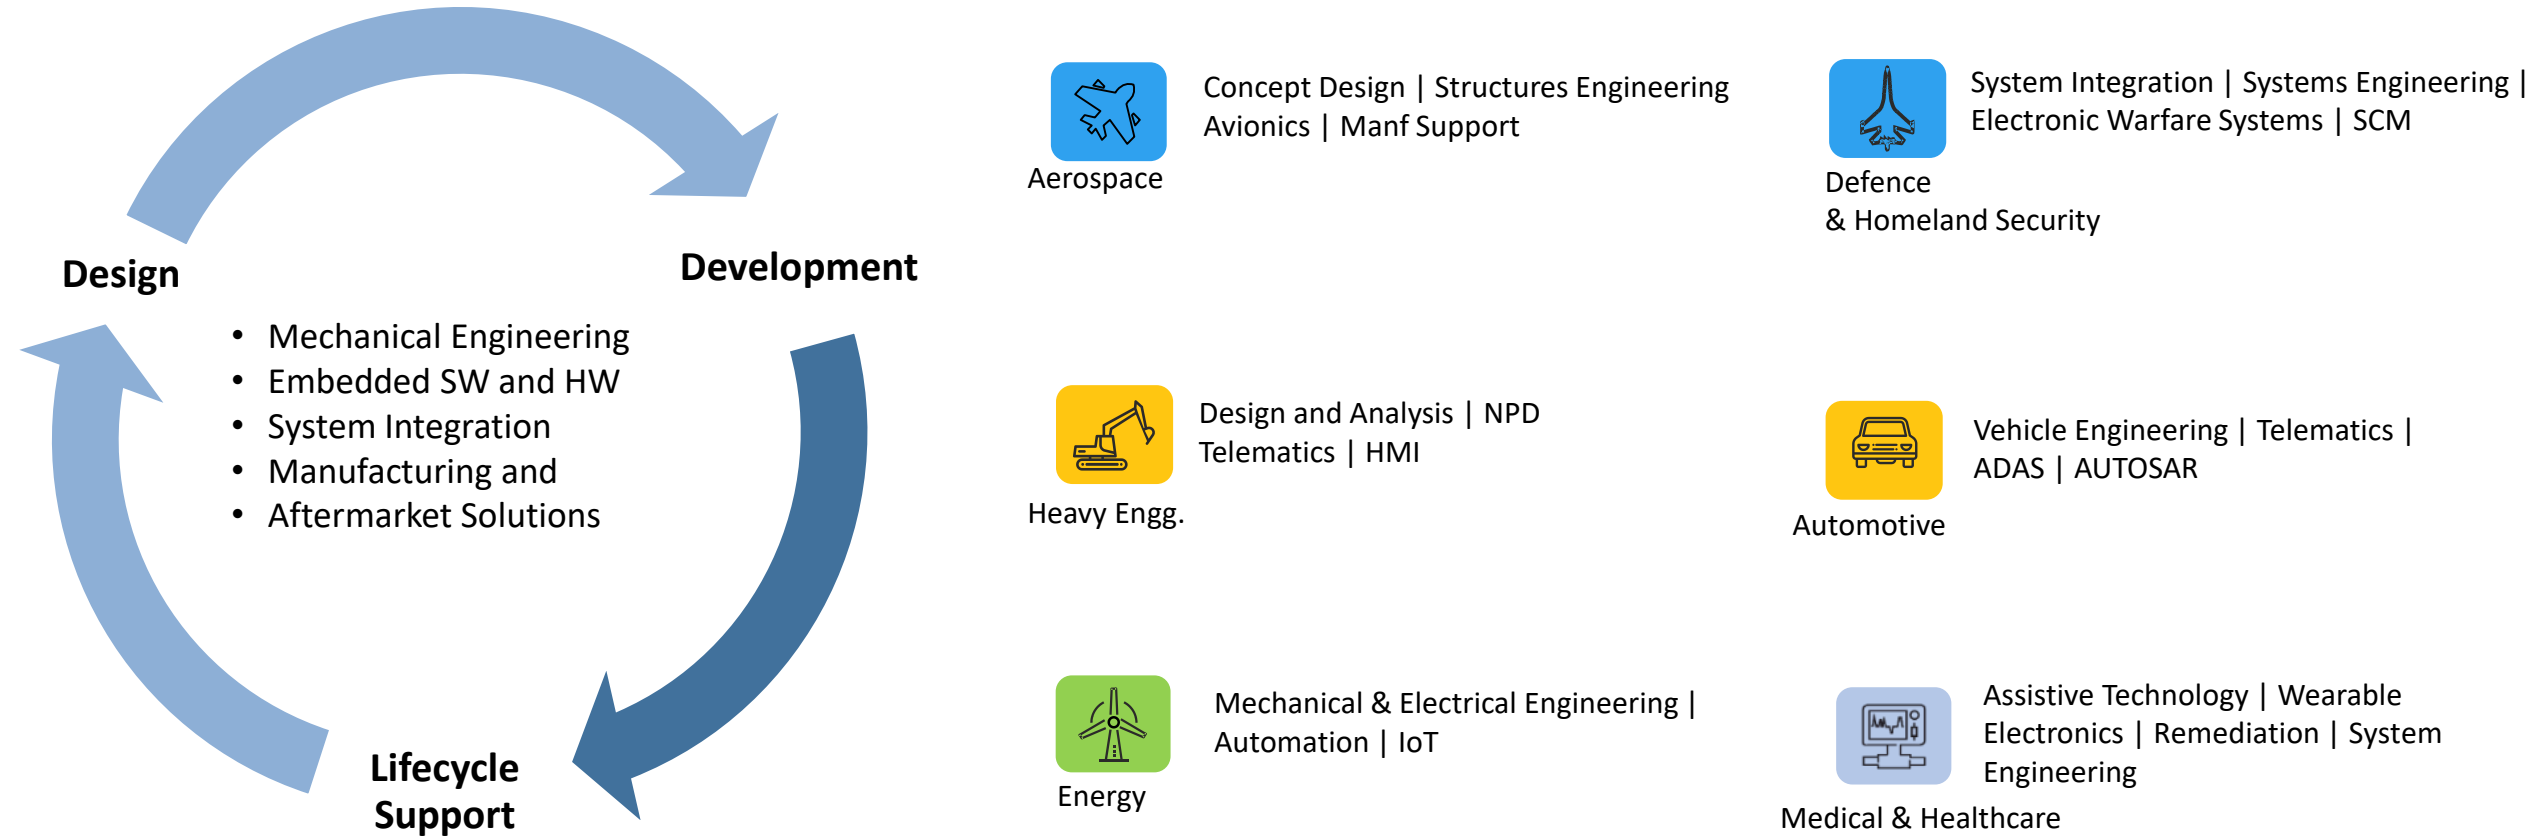 Design
Development
• Mechanical Engineering
• Embedded SW and HW
• System Integration
• Manufacturing and
• Aftermarket Solutions
Lifecycle
Support
Concept Design | Structures Engineering
Avionics | Manf Support
Aerospace
System Integration | Systems Engineering |
Electronic Warfare Systems | SCM
Defence
& Homeland Security
Design and Analysis | NPD
Telematics | HMI
Heavy Engg.
Vehicle Engineering | Telematics |
ADAS | AUTOSAR
Automotive
Mechanical & Electrical Engineering |
Automation | IoT
Energy
Assistive Technology | Wearable
Electronics | Remediation | System
Engineering
Medical & Healthcare